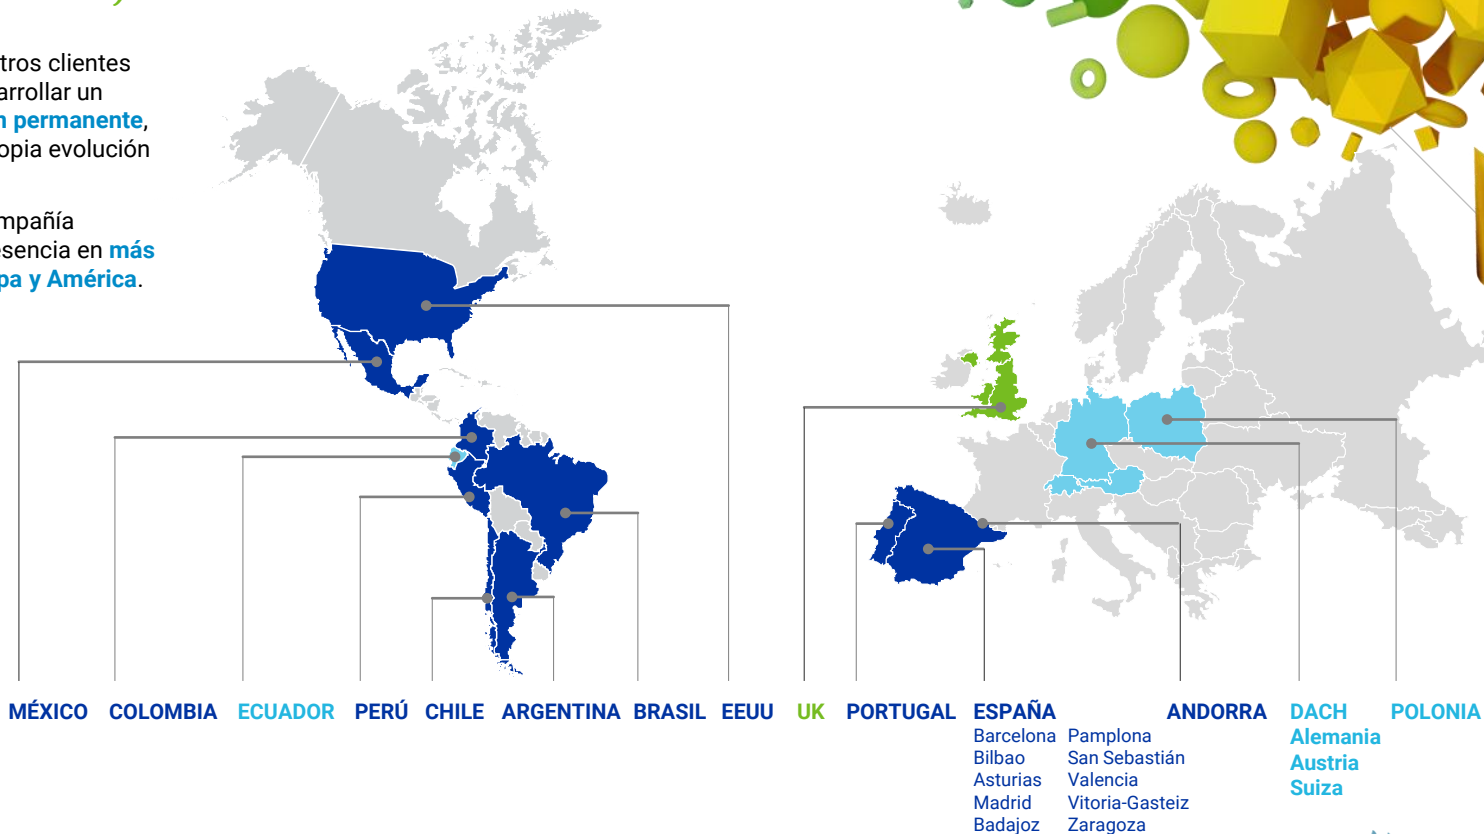 tros clientes
arrollar un
n permanente,
opia evolución
mpañía
esencia en más
pa y América.
MÉXICO COLOMBIA ECUADOR PERÚ CHILE ARGENTINA BRASIL EEUU UK PORTUGAL ESPAÑA ANDORRA DACH POLONIA
Barcelona Pamplona Alemania
Bilbao San Sebastián Austria
Asturias Valencia Suiza
Madrid Vitoria-Gasteiz
Badajoz Zaragoza